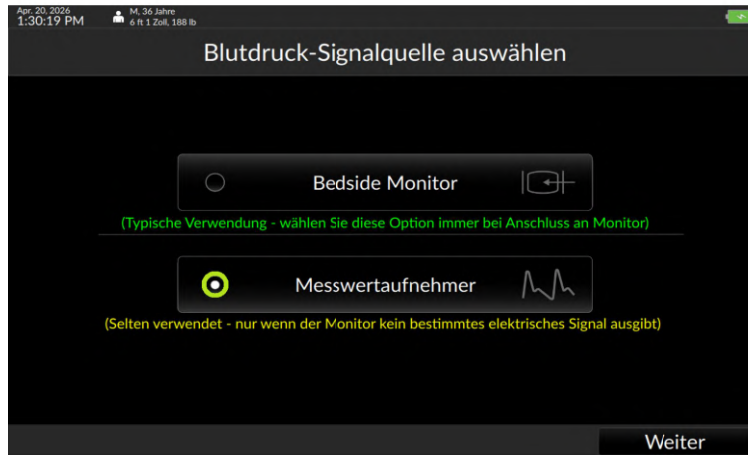 Apr. 20, 2026
1:30:19 PM
M, 36 Jahre
6 ft 1 Zoll, 188 lb
Blutdruck-Signalquelle auswählen
Bedside Monitor
(Typische Verwendung - wählen Sie diese Option immer bei Anschluss an Monitor)
Messwertaufnehmer
(Selten verwendet - nur wenn der Monitor kein bestimmtes elektrisches Signal ausgibt)
Weiter